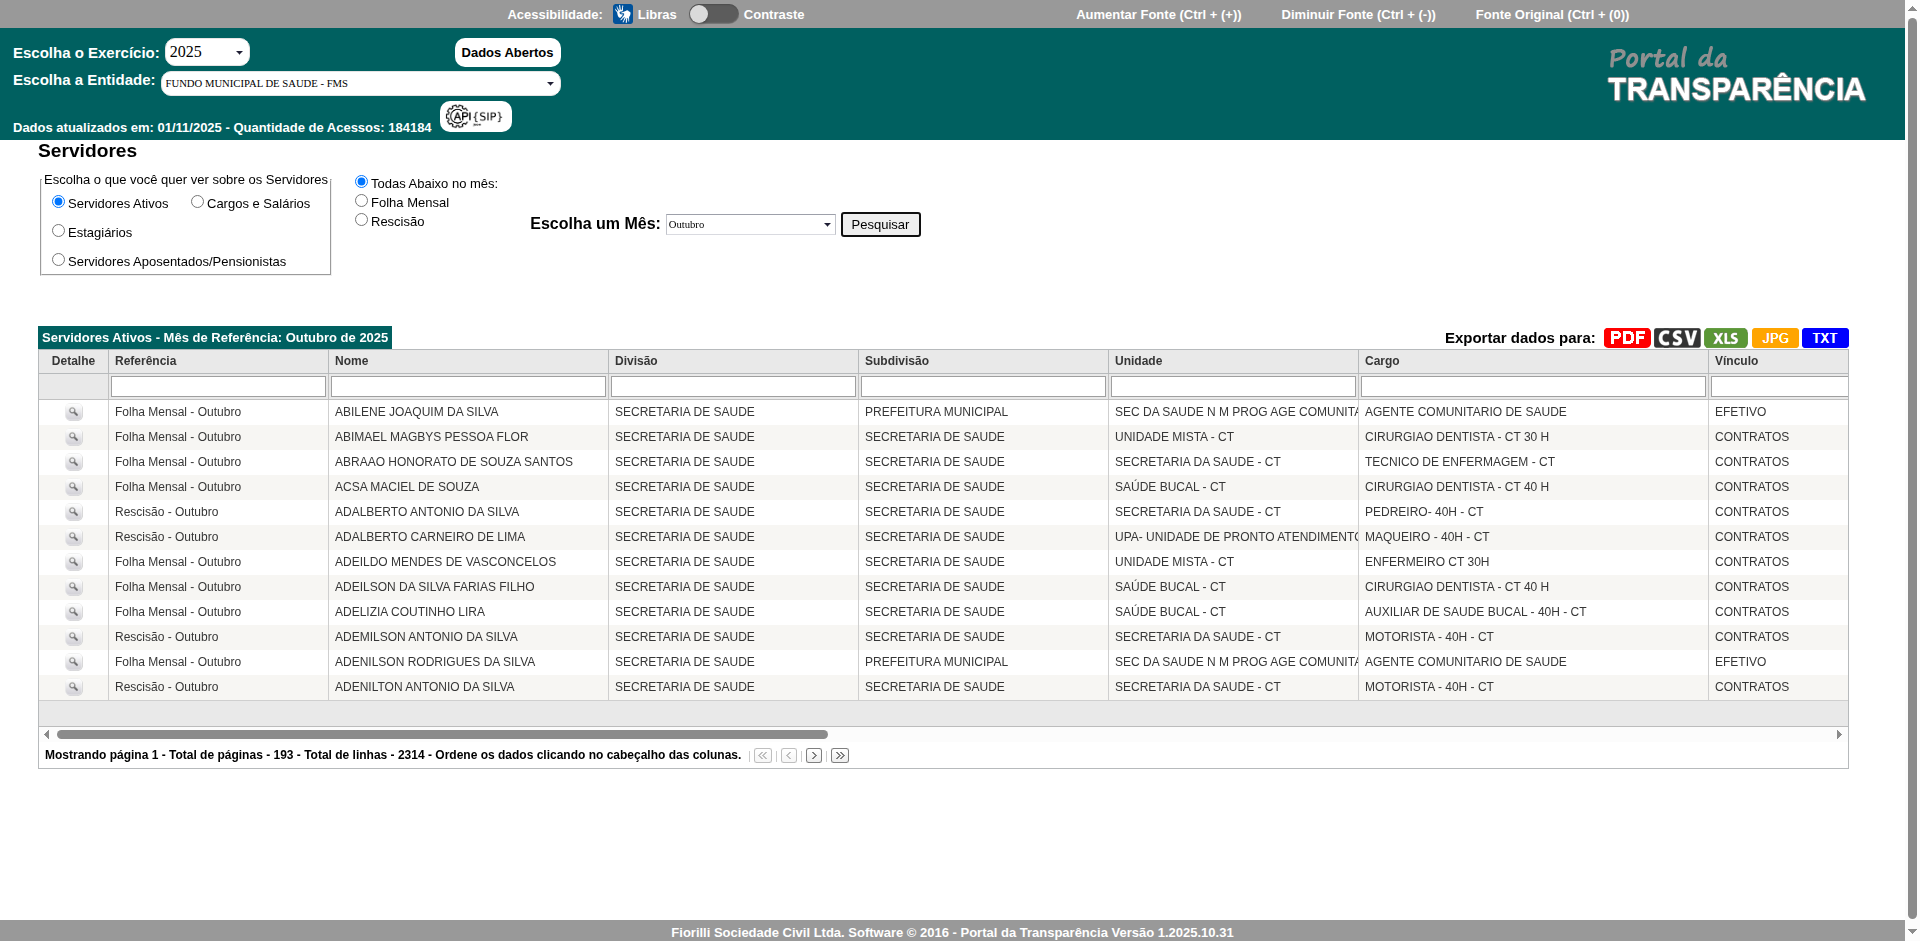 Acessibilidade: Libras Contraste Aumentar Fonte (Ctrl + (+)) Diminuir Fonte (Ctrl + (-)) Fonte Original (Ctrl + (0))
Escolha o Exercício: 2025 Dados Abertos
Escolha a Entidade: FUNDO MUNICIPAL DE SAUDE - FMS
Portal da
TRANSPARÊNCIA
Dados atualizados em: 01/11/2025 - Quantidade de Acessos: 184184 API {SIP}
Servidores
Escolha o que você quer ver sobre os Servidores
Servidores Ativos Cargos e Salários
Estagiários
Servidores Aposentados/Pensionistas
Todas Abaixo no mês:
Folha Mensal
Rescisão
Escolha um Mês: Outubro Pesquisar
Servidores Ativos - Mês de Referência: Outubro de 2025 Exportar dados para: PDF CSV XLS JPG TXT
Detalhe Referência Nome Divisão Subdivisão Unidade Cargo Vínculo
Folha Mensal - Outubro ABILENE JOAQUIM DA SILVA SECRETARIA DE SAUDE PREFEITURA MUNICIPAL SEC DA SAUDE N M PROG AGE COMUNITA AGENTE COMUNITARIO DE SAUDE EFETIVO
Folha Mensal - Outubro ABIMAEL MAGBYS PESSOA FLOR SECRETARIA DE SAUDE SECRETARIA DE SAUDE UNIDADE MISTA - CT CIRURGIAO DENTISTA - CT 30 H CONTRATOS
Folha Mensal - Outubro ABRAAO HONORATO DE SOUZA SANTOS SECRETARIA DE SAUDE SECRETARIA DE SAUDE SECRETARIA DA SAUDE - CT TECNICO DE ENFERMAGEM - CT CONTRATOS
Folha Mensal - Outubro ACSA MACIEL DE SOUZA SECRETARIA DE SAUDE SECRETARIA DE SAUDE SAÚDE BUCAL - CT CIRURGIAO DENTISTA - CT 40 H CONTRATOS
Rescisão - Outubro ADALBERTO ANTONIO DA SILVA SECRETARIA DE SAUDE SECRETARIA DE SAUDE SECRETARIA DA SAUDE - CT PEDREIRO- 40H - CT CONTRATOS
Rescisão - Outubro ADALBERTO CARNEIRO DE LIMA SECRETARIA DE SAUDE SECRETARIA DE SAUDE UPA- UNIDADE DE PRONTO ATENDIMENTO MAQUEIRO - 40H - CT CONTRATOS
Folha Mensal - Outubro ADEILDO MENDES DE VASCONCELOS SECRETARIA DE SAUDE SECRETARIA DE SAUDE UNIDADE MISTA - CT ENFERMEIRO CT 30H CONTRATOS
Folha Mensal - Outubro ADEILSON DA SILVA FARIAS FILHO SECRETARIA DE SAUDE SECRETARIA DE SAUDE SAÚDE BUCAL - CT CIRURGIAO DENTISTA - CT 40 H CONTRATOS
Folha Mensal - Outubro ADELIZIA COUTINHO LIRA SECRETARIA DE SAUDE SECRETARIA DE SAUDE SAÚDE BUCAL - CT AUXILIAR DE SAUDE BUCAL - 40H - CT CONTRATOS
Rescisão - Outubro ADEMILSON ANTONIO DA SILVA SECRETARIA DE SAUDE SECRETARIA DE SAUDE SECRETARIA DA SAUDE - CT MOTORISTA - 40H - CT CONTRATOS
Folha Mensal - Outubro ADENILSON RODRIGUES DA SILVA SECRETARIA DE SAUDE PREFEITURA MUNICIPAL SEC DA SAUDE N M PROG AGE COMUNITA AGENTE COMUNITARIO DE SAUDE EFETIVO
Rescisão - Outubro ADENILTON ANTONIO DA SILVA SECRETARIA DE SAUDE SECRETARIA DE SAUDE SECRETARIA DA SAUDE - CT MOTORISTA - 40H - CT CONTRATOS
Mostrando página 1 - Total de páginas - 193 - Total de linhas - 2314 - Ordene os dados clicando no cabeçalho das colunas.
Fiorilli Sociedade Civil Ltda. Software © 2016 - Portal da Transparência Versão 1.2025.10.31